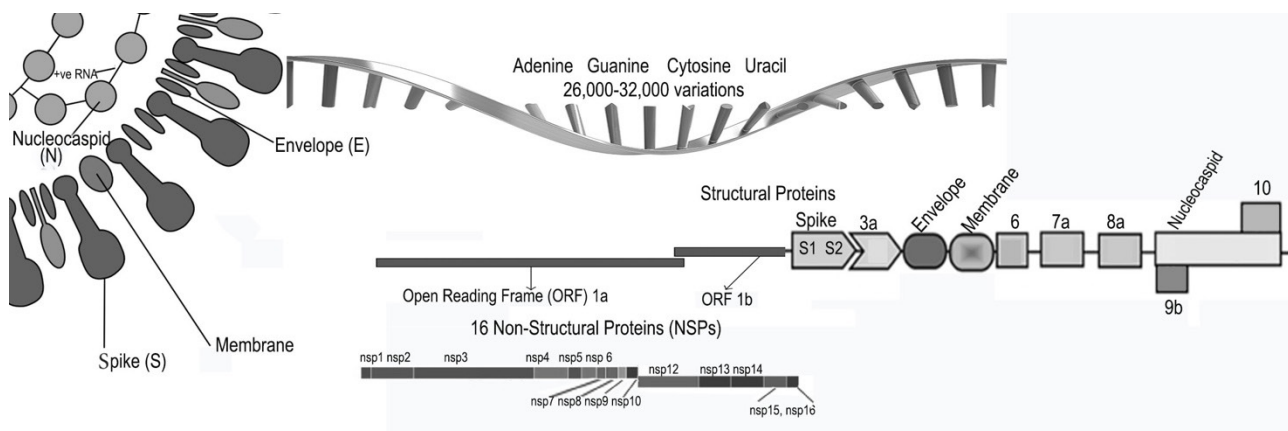 +ve RNA
Nucleocaspid
(N)
Envelope (E)
Spike (S)
Membrane
Adenine Guanine Cytosine Uracil
26,000-32,000 variations
Structural Proteins
Spike
S1 S2
3a
Envelope
Membrane
6
7a
8a
Nucleocaspid
10
9b
Open Reading Frame (ORF) 1a
ORF 1b
16 Non-Structural Proteins (NSPs)
nsp1 nsp2 nsp3 nsp4 nsp5 nsp 6 nsp12 nsp13 nsp14
nsp7 nsp8 nsp9 nsp10
nsp15, nsp16